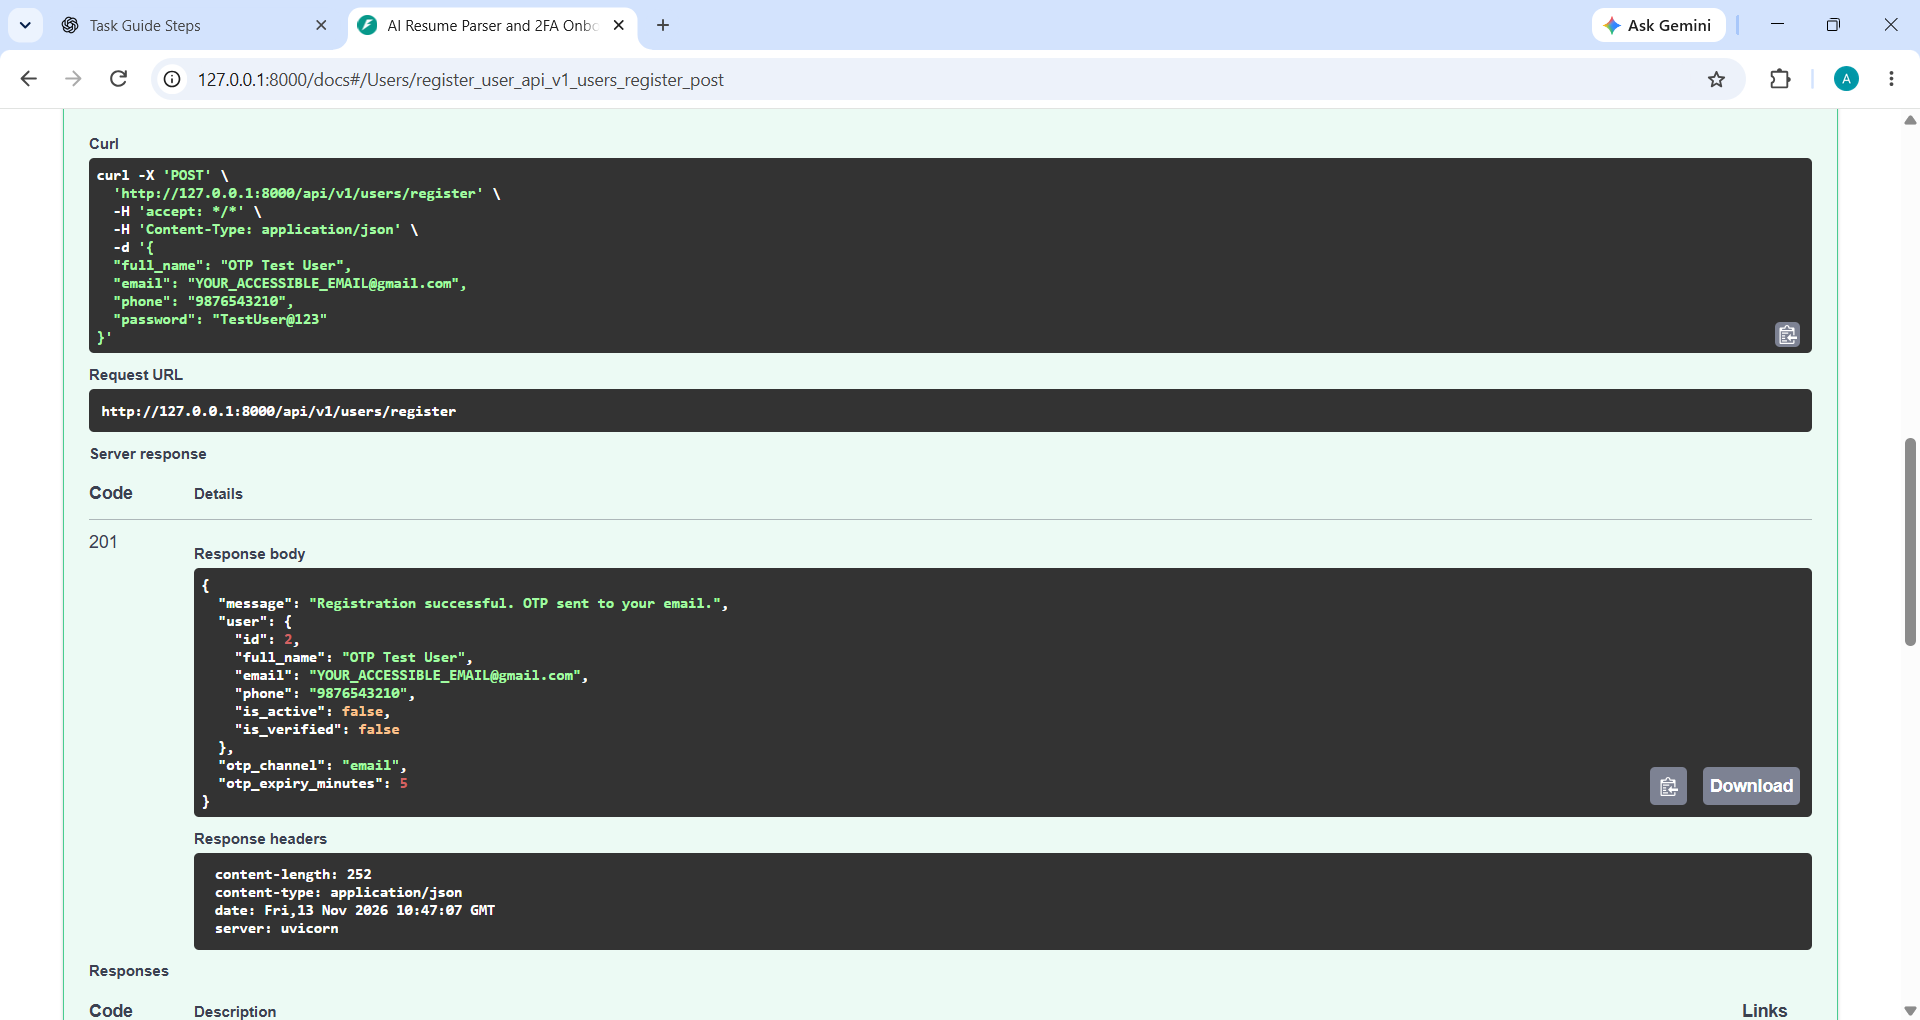 Task Guide Steps
AI Resume Parser and 2FA Onbo
Ask Gemini
127.0.0.1:8000/docs#/Users/register_user_api_v1_users_register_post
A
Curl
curl -X 'POST' \
'http://127.0.0.1:8000/api/v1/users/register' \
-H 'accept: */*' \
-H 'Content-Type: application/json' \
-d '{
"full_name": "OTP Test User",
"email": "YOUR_ACCESSIBLE_EMAIL@gmail.com",
"phone": "9876543210",
"password": "TestUser@123"
}'
Request URL
http://127.0.0.1:8000/api/v1/users/register
Server response
Code Details
201
Response body
{
"message": "Registration successful. OTP sent to your email.",
"user": {
"id": 2,
"full_name": "OTP Test User",
"email": "YOUR_ACCESSIBLE_EMAIL@gmail.com",
"phone": "9876543210",
"is_active": false,
"is_verified": false
},
"otp_channel": "email",
"otp_expiry_minutes": 5
}
Download
Response headers
content-length: 252
content-type: application/json
date: Fri,13 Nov 2026 10:47:07 GMT
server: uvicorn
Responses
Code Description Links